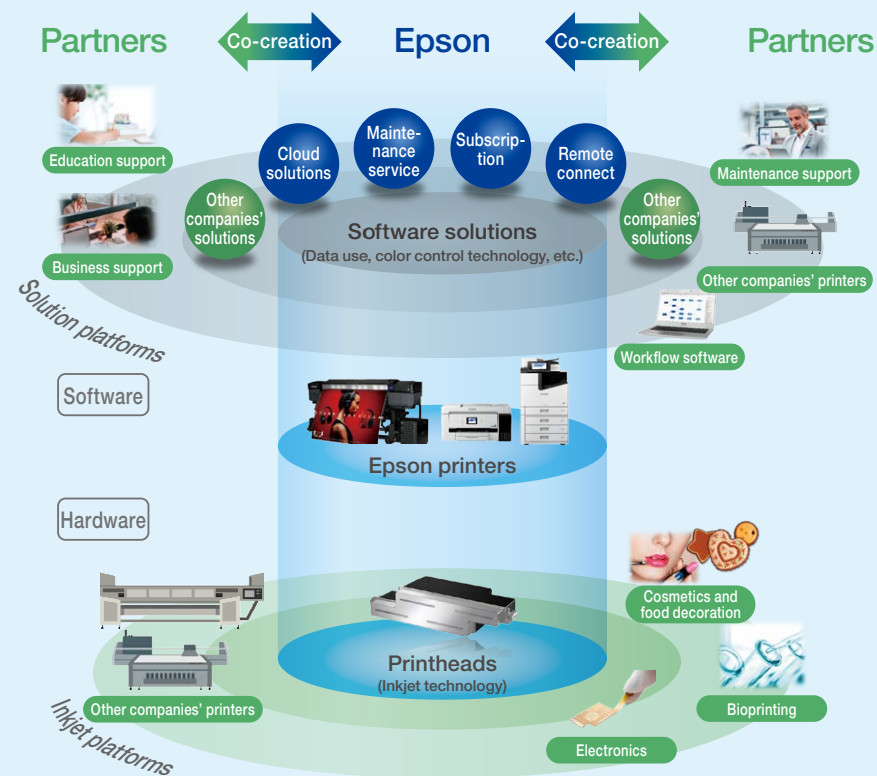 Partners
Co-creation
Epson
Co-creation
Partners
Education support
Business support
Cloud
solutions
Mainte-
nance
service
Subscrip-
tion
Remote
connect
Other
companies'
solutions
Other
companies'
solutions
Software solutions
(Data use, color control technology, etc.)
Maintenance support
Other companies' printers
Workflow software
Solution platforms
Software
Epson printers
Hardware
Cosmetics and
food decoration
Printheads
(Inkjet technology)
Other companies' printers
Bioprinting
Electronics
Inkjet platforms